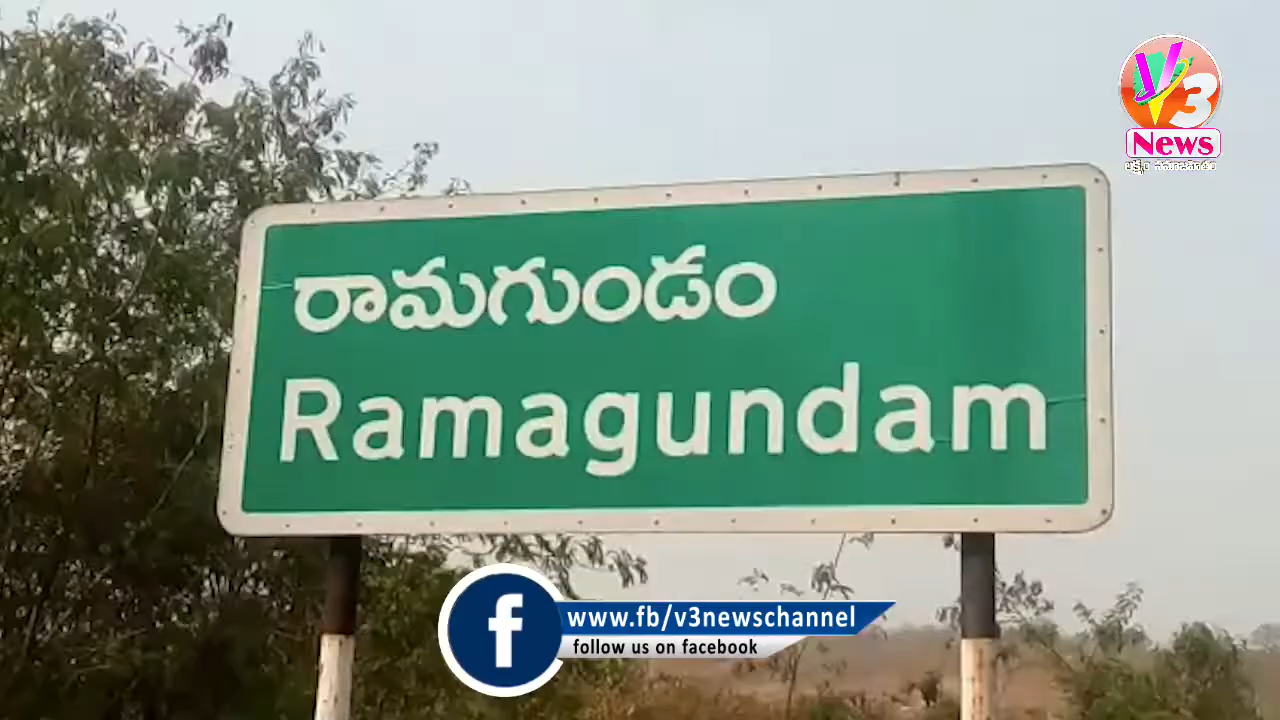 V3
News
రామగుండం
Ramagundam
www.fb/v3newschannel
follow us on facebook